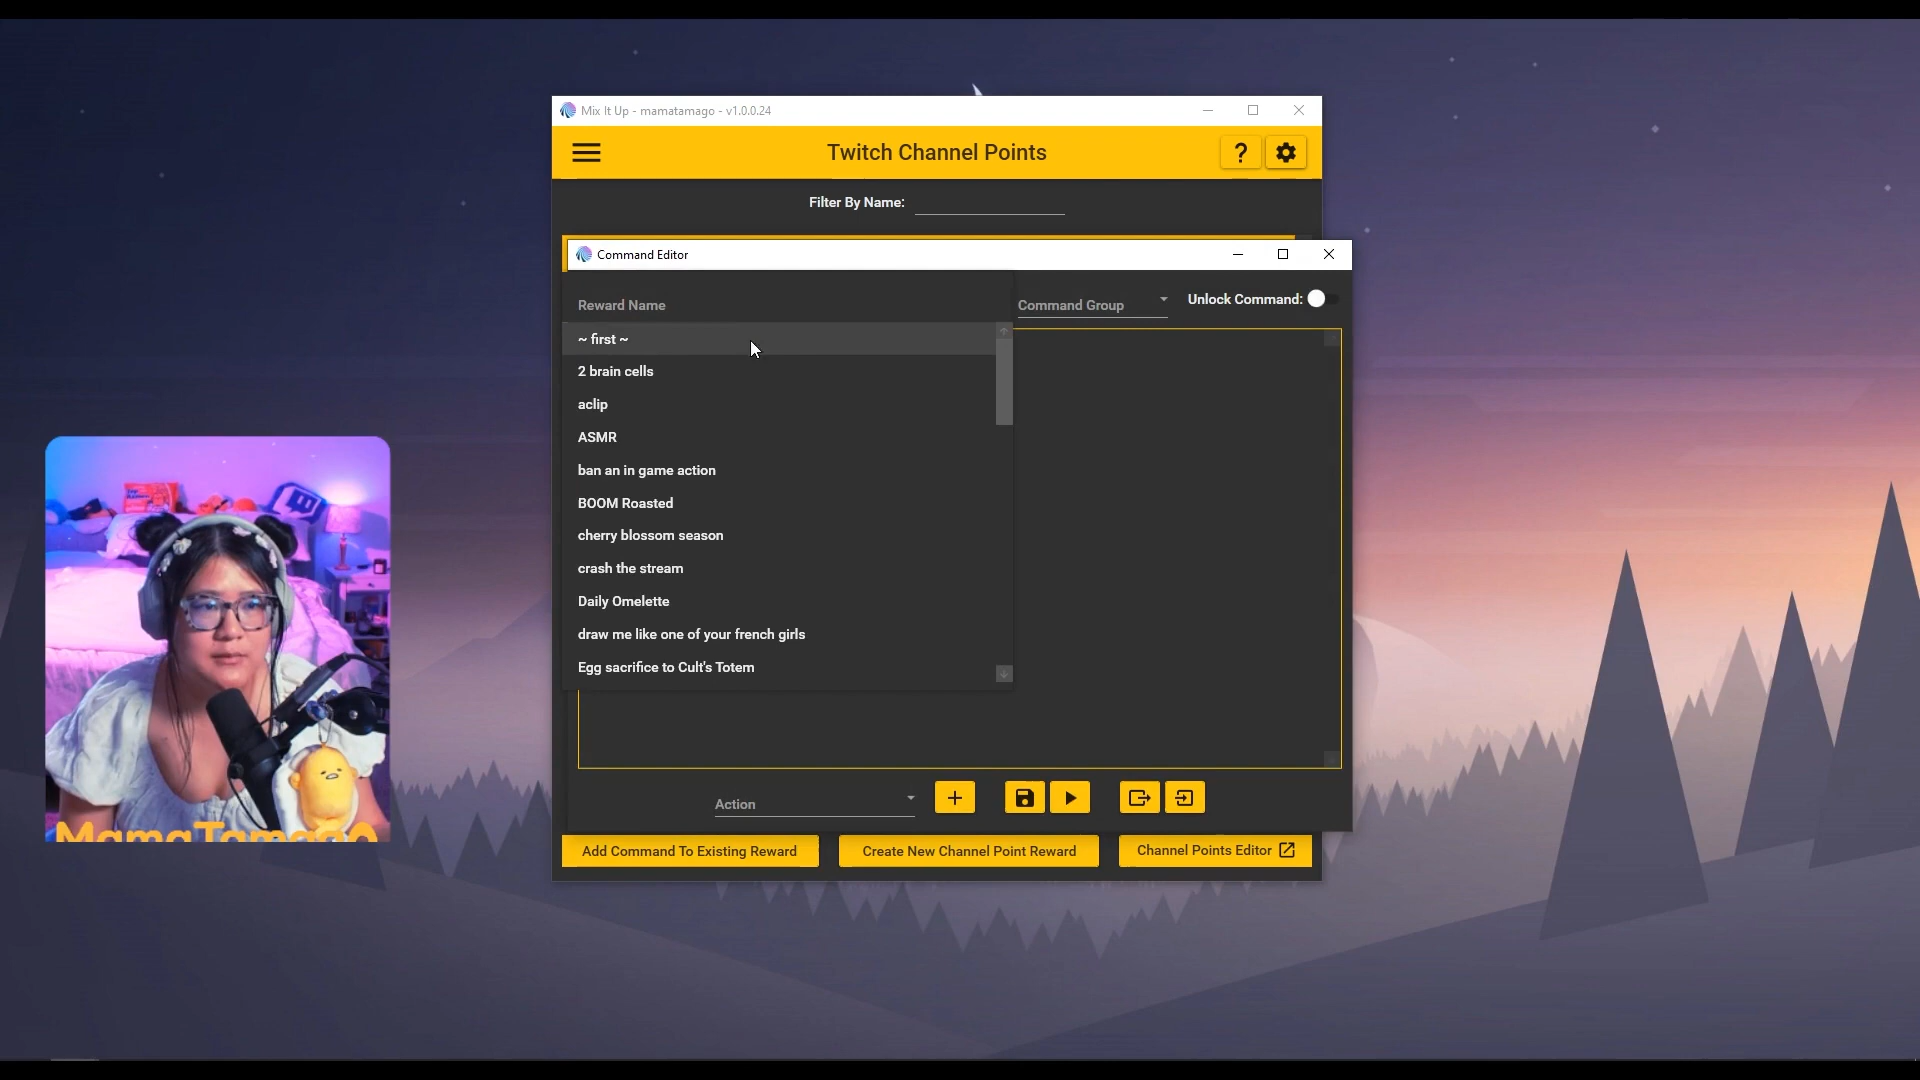 Mix It Up - mamatamago - v1.0.0.24
Twitch Channel Points
?
Filter By Name:
Command Editor
Reward Name
Command Group
Unlock Command:
~ first ~
2 brain cells
aclip
ASMR
ban an in game action
BOOM Roasted
cherry blossom season
crash the stream
Daily Omelette
draw me like one of your french girls
Egg sacrifice to Cult's Totem
Action
Add Command To Existing Reward
Create New Channel Point Reward
Channel Points Editor
MamaTamagO